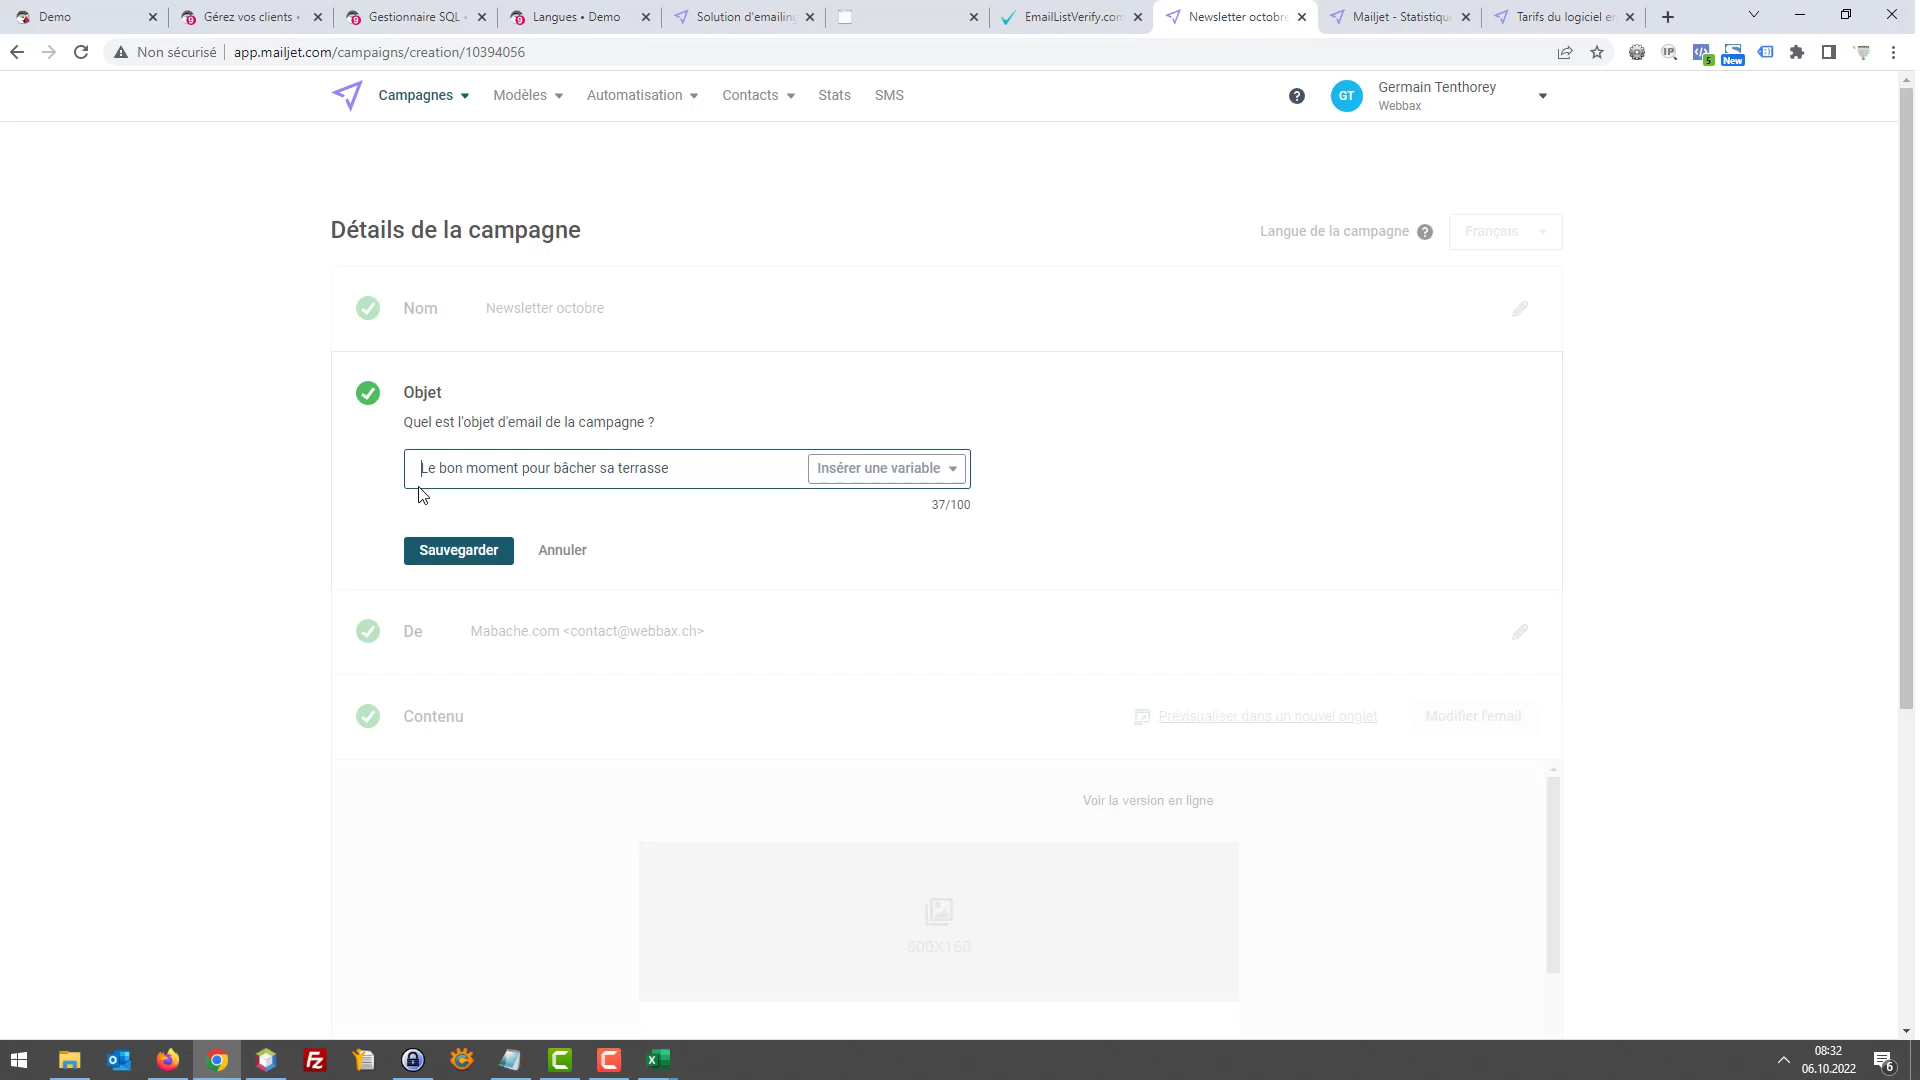 Demo
Gérez vos clients •
Gestionnaire SQL •
Langues • Demo
Solution d'emailing
EmailListVerify.com
Newsletter octobre
Mailjet - Statistique
Tarifs du logiciel
Non sécurisé
app.mailjet.com/campaigns/creation/10394056
IP
5
New
Campagnes
Modèles
Automatisation
Contacts
Stats
SMS
?
GT
Germain Tenthorey
Webbax
Détails de la campagne
Langue de la campagne ?
Français
Nom
Newsletter octobre
Objet
Quel est l'objet d'email de la campagne ?
Le bon moment pour bâcher sa terrasse
Insérer une variable
37/100
Sauvegarder
Annuler
De
Mabache.com <contact@webbax.ch>
Contenu
Prévisualiser dans un nouvel onglet
Modifier l'email
Voir la version en ligne
600X160
08:32
06.10.2022
6